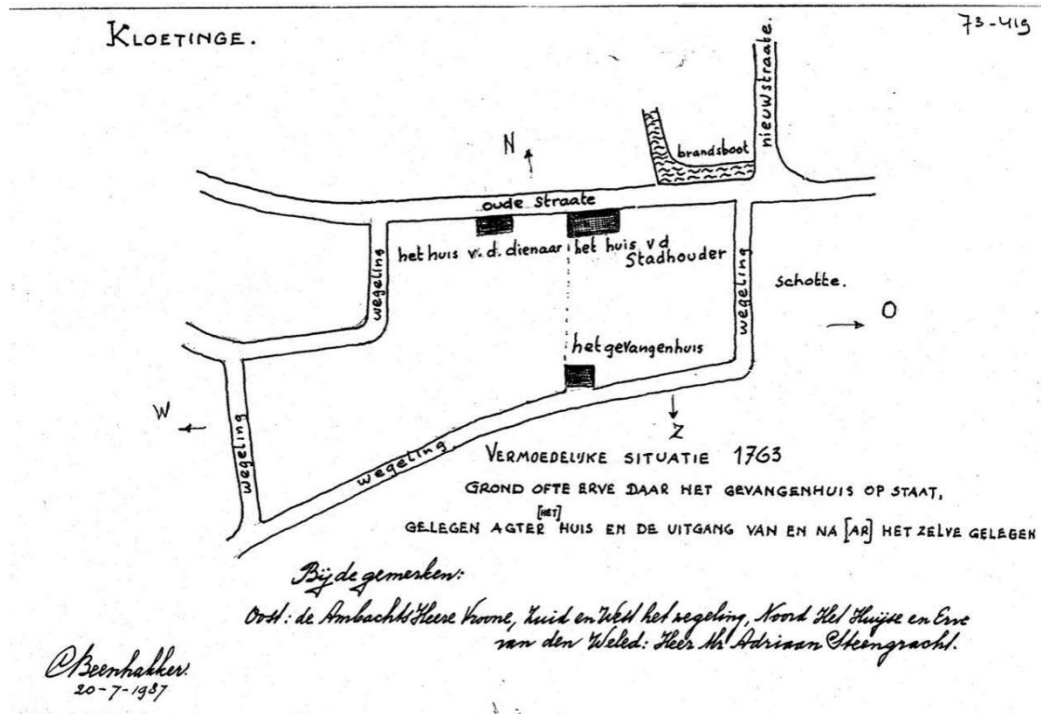 KLOETINGE.
73-419
nieuwstraate.
N
brandsboot
oude straate
het huis v.d. dienaar
het huis v d
Stadhouder
wegeling
wegeling
schotte.
O
het gevangenhuis
W
Z
wegeling
wegeling
VERMOEDELIJKE SITUATIE 1763
GROND OFTE ERVE DAAR HET GEVANGENHUIS OP STAAT,
GELEGEN AGTER [HET] HUIS EN DE UITGANG VAN EN NA [AR] HET ZELVE GELEGEN
Bij de gemerken:
Oost: de Ambachts Heere Vroone, Zuid en West het wegeling, Noord Het Huijse en Erve
van den Weled: Heer Mr Adriaan Steengracht.
Beenhakker.
20-7-1987